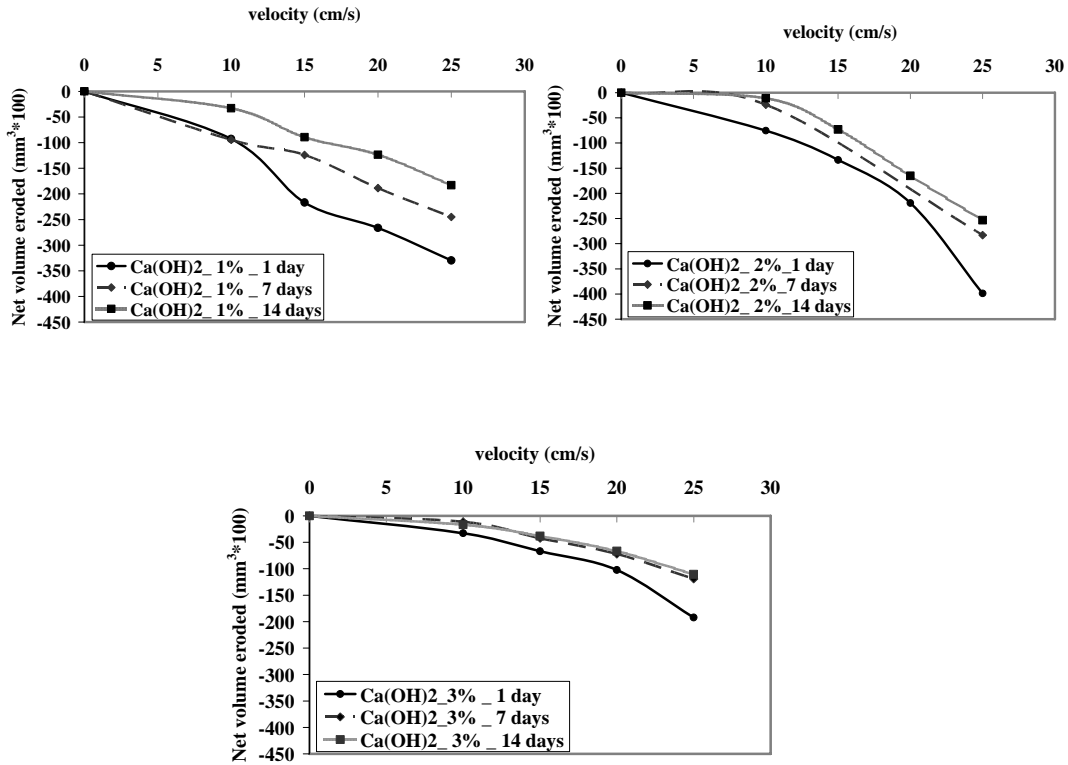 velocity (cm/s)
0 5 10 15 20 25 30
Net volume eroded (mm³*100)
0
-50
-100
-150
-200
-250
-300
-350
-400
-450
Ca(OH)2_ 1% _ 1 day
Ca(OH)2_ 1% _ 7 days
Ca(OH)2_ 1% _ 14 days
velocity (cm/s)
0 5 10 15 20 25 30
Net volume eroded (mm³*100)
0
-50
-100
-150
-200
-250
-300
-350
-400
-450
Ca(OH)2_ 2%_1 day
Ca(OH)2_2%_7 days
Ca(OH)2_ 2%_14 days
velocity (cm/s)
0 5 10 15 20 25 30
Net volume eroded (mm³*100)
0
-50
-100
-150
-200
-250
-300
-350
-400
-450
Ca(OH)2_3% _ 1 day
Ca(OH)2_3% _ 7 days
Ca(OH)2_ 3% _ 14 days